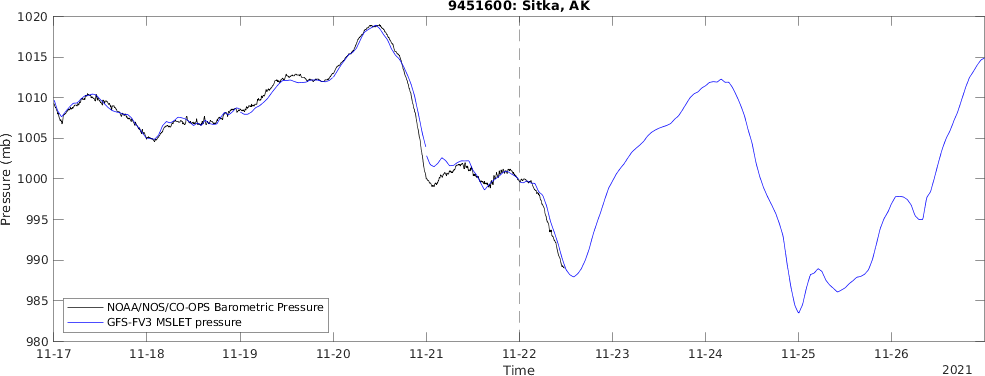 9451600: Sitka, AK
Pressure (mb)
1020
1015
1010
1005
1000
995
990
985
980
NOAA/NOS/CO-OPS Barometric Pressure
GFS-FV3 MSLET pressure
11-17 11-18 11-19 11-20 11-21 11-22 11-23 11-24 11-25 11-26
Time
2021